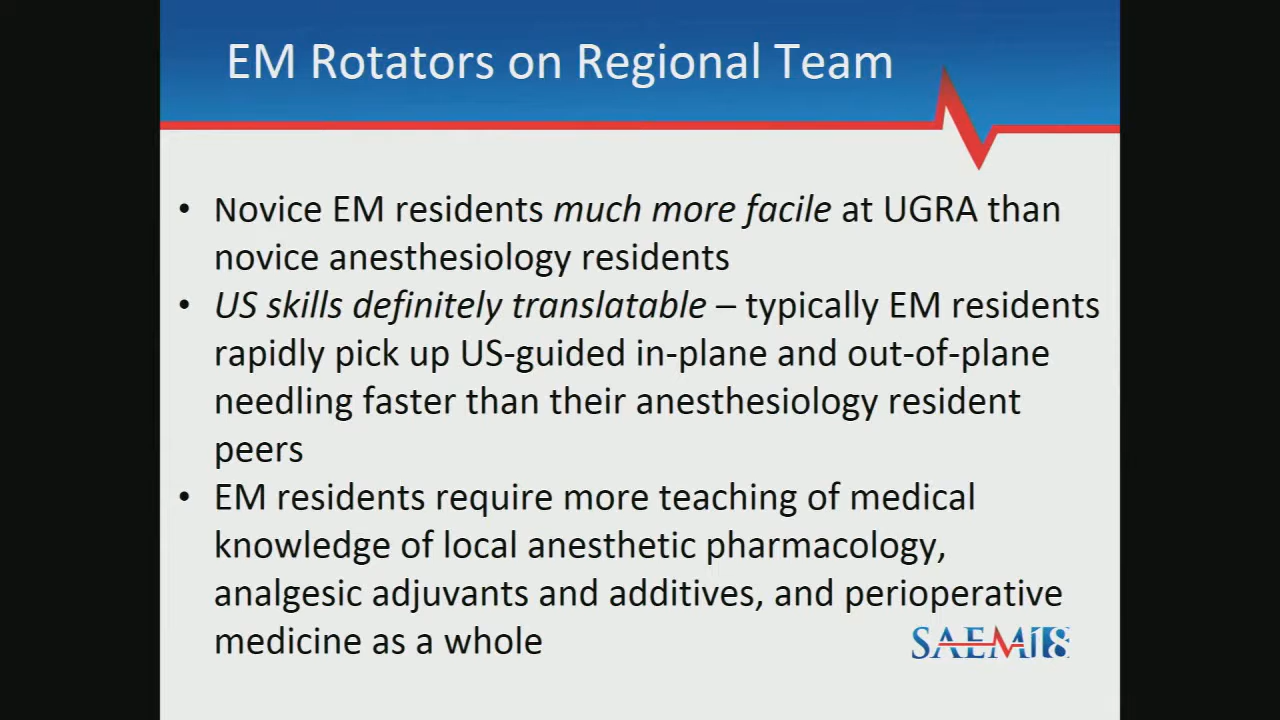 EM Rotators on Regional Team
• Novice EM residents much more facile at UGRA than
novice anesthesiology residents
• US skills definitely translatable – typically EM residents
rapidly pick up US-guided in-plane and out-of-plane
needling faster than their anesthesiology resident
peers
• EM residents require more teaching of medical
knowledge of local anesthetic pharmacology,
analgesic adjuvants and additives, and perioperative
medicine as a whole
SAEM18